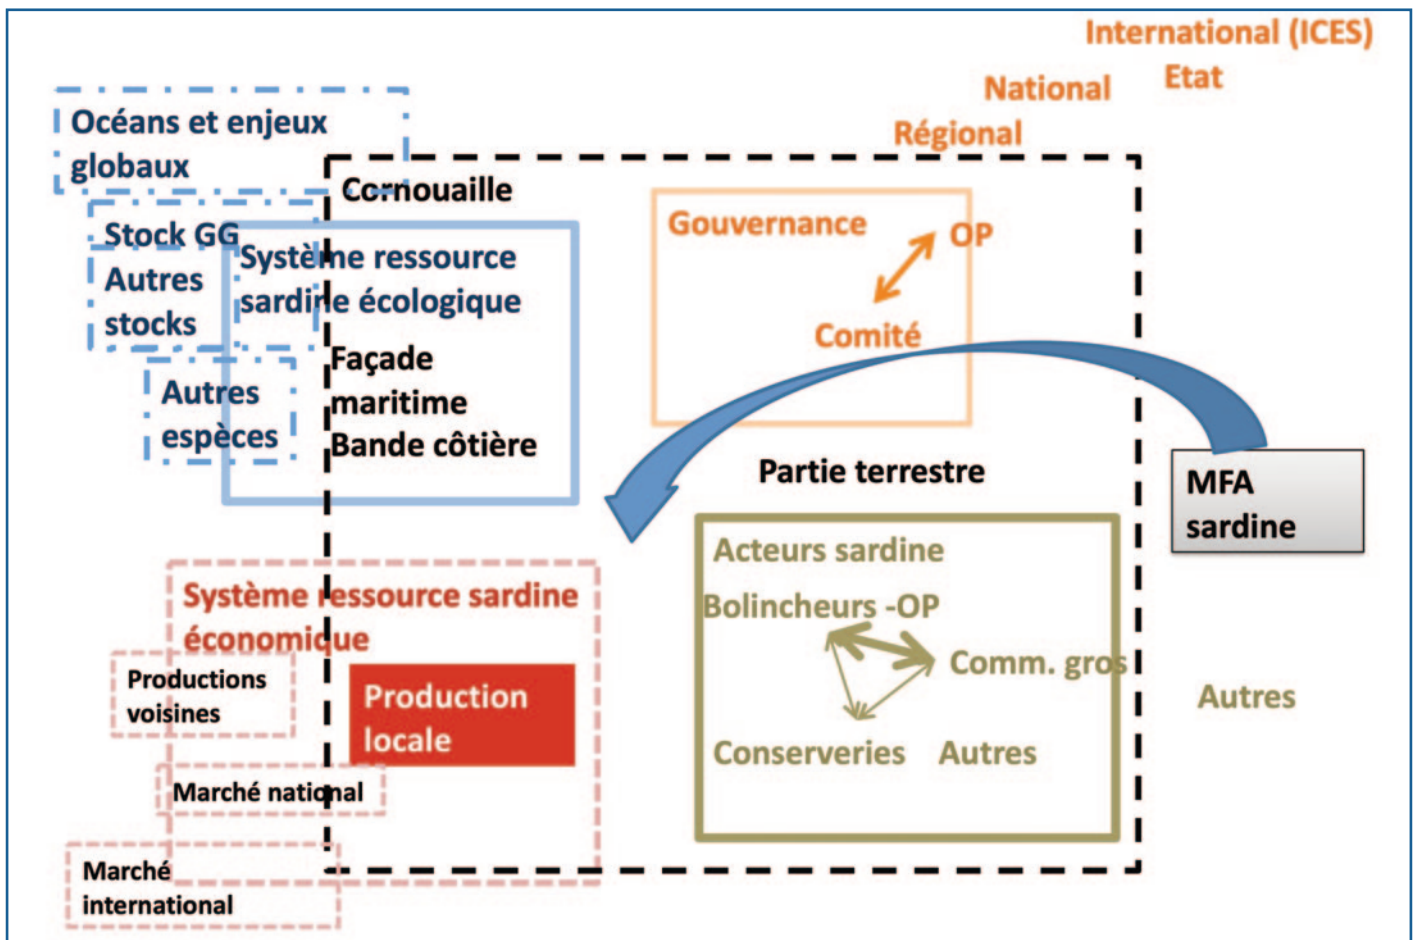 International (ICES)
Etat
National
Régional
Océans et enjeux
globaux
Cornouaille
Stock GG
Autres
stocks
Système ressource
sardine écologique
Façade
maritime
Bande côtière
Autres
espèces
Gouvernance
OP
Comité
Partie terrestre
MFA
sardine
Acteurs sardine
Bolincheurs -OP
Comm. gros
Conserveries
Autres
Autres
Système ressource sardine
économique
Productions
voisines
Production
locale
Marché national
Marché
international